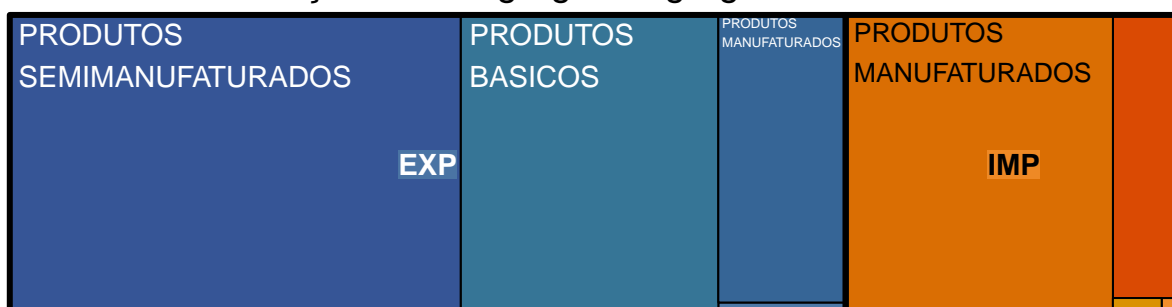 PRODUTOS
SEMIMANUFATURADOS
PRODUTOS
BASICOS
PRODUTOS
MANUFATURADOS
PRODUTOS
MANUFATURADOS
EXP
IMP